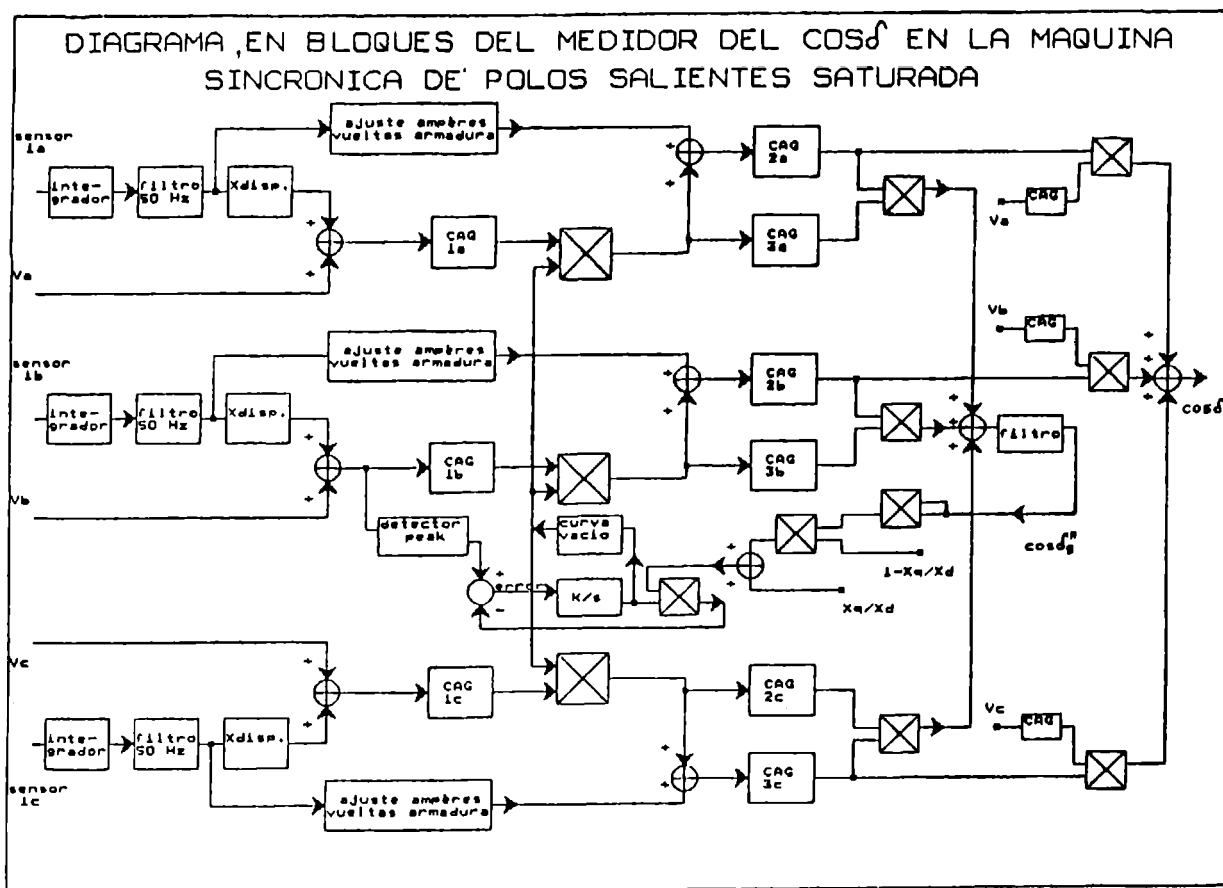 DIAGRAMA ,EN BLOQUES DEL MEDIDOR DEL COSδ EN LA MAQUINA
SINCRONICA DE' POLOS SALIENTES SATURADA
sensor
ia
inte-
grador
filtro
50 Hz
Xdisp.
ajuste ampères
vueltas armadura
CAG
1a
CAG
2a
CAG
3a
Va
CAG
Va
sensor
ib
inte-
grador
filtro
50 Hz
Xdisp.
ajuste ampères
vueltas armadura
CAG
1b
CAG
2b
CAG
3b
Vb
CAG
Vb
filtro
cosδ
detector
peak
curva
vacio
error
K/s
cosδ
1-Xq/Xd
Xq/Xd
Vc
CAG
1c
CAG
2c
CAG
3c
Vc
CAG
inte-
grador
filtro
50 Hz
Xdisp.
sensor
ic
ajuste ampères
vueltas armadura